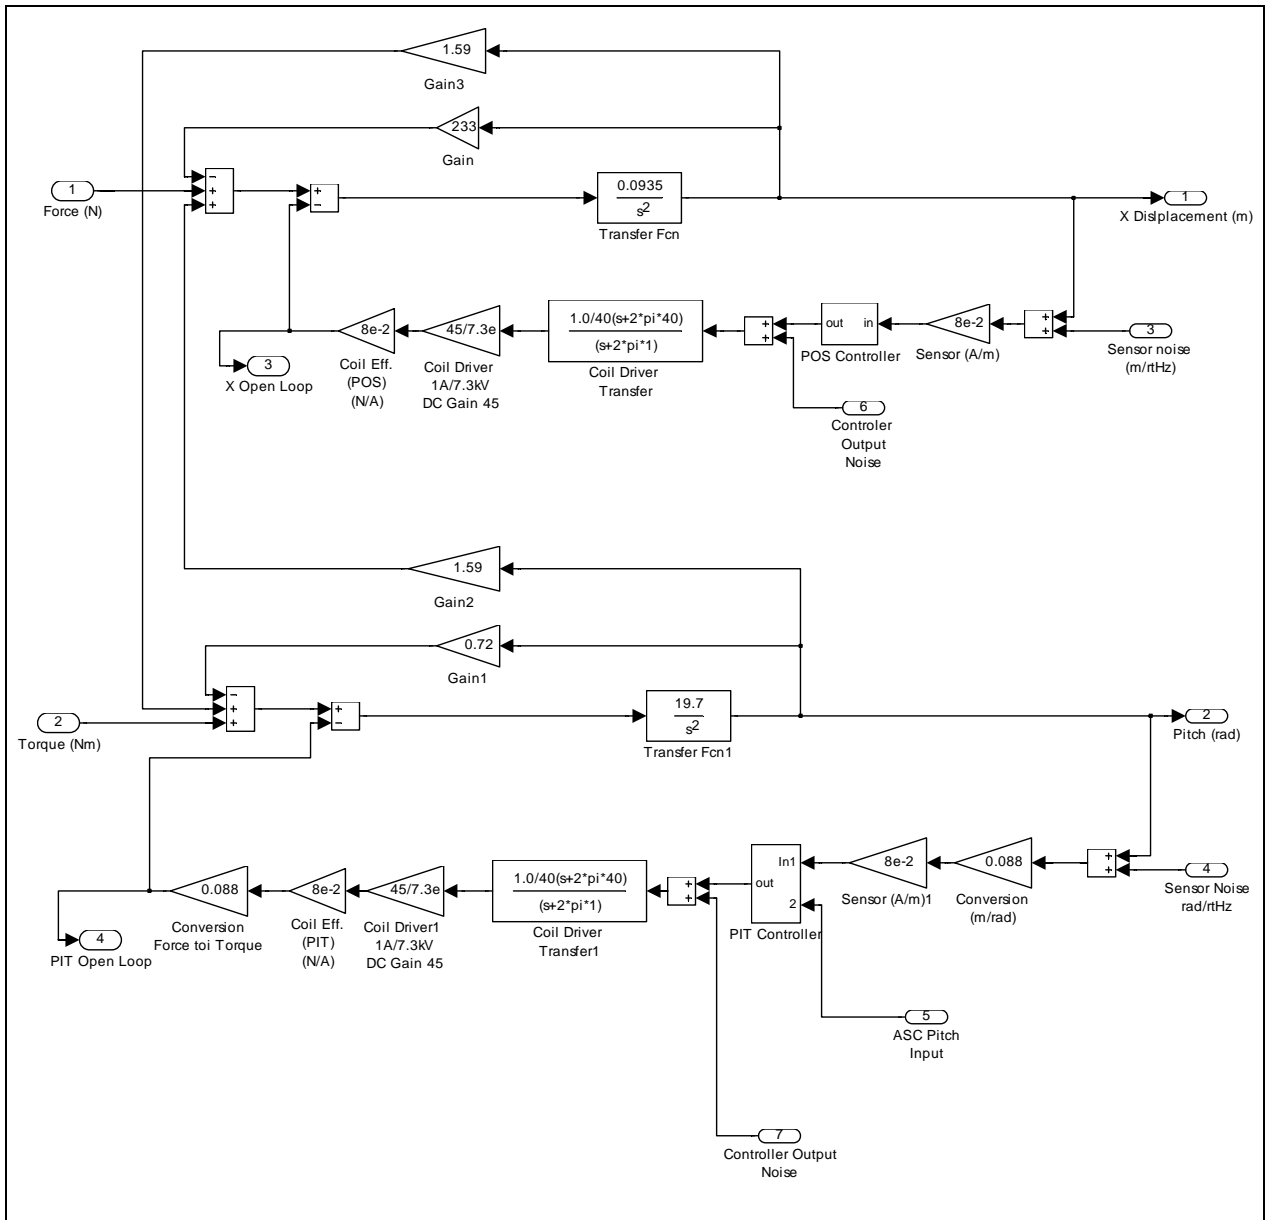 1.59
Gain3
233
Gain
−
+
+
1
Force (N)
+
−
0.0935
s2
Transfer Fcn
1
X Dislplacement (m)
1.0/40(s+2*pi*40)
(s+2*pi*1)
Coil Driver
Transfer
45/7.3e
Coil Driver
1A/7.3kV
DC Gain 45
8e-2
Coil Eff.
(POS)
(N/A)
3
X Open Loop
+
+
out in
POS Controller
8e-2
Sensor (A/m)
+
+
3
Sensor noise
(m/rtHz)
6
Controler
Output
Noise
1.59
Gain2
0.72
Gain1
−
+
+
2
Torque (Nm)
+
−
19.7
s2
Transfer Fcn1
2
Pitch (rad)
0.088
Conversion
Force toi Torque
8e-2
Coil Eff.
(PIT)
(N/A)
45/7.3e
Coil Driver1
1A/7.3kV
DC Gain 45
1.0/40(s+2*pi*40)
(s+2*pi*1)
Coil Driver
Transfer1
+
+
In1
out
2
PIT Controller
8e-2
Sensor (A/m)1
0.088
Conversion
(m/rad)
+
+
4
Sensor Noise
rad/rtHz
4
PIT Open Loop
5
ASC Pitch
Input
7
Controller Output
Noise